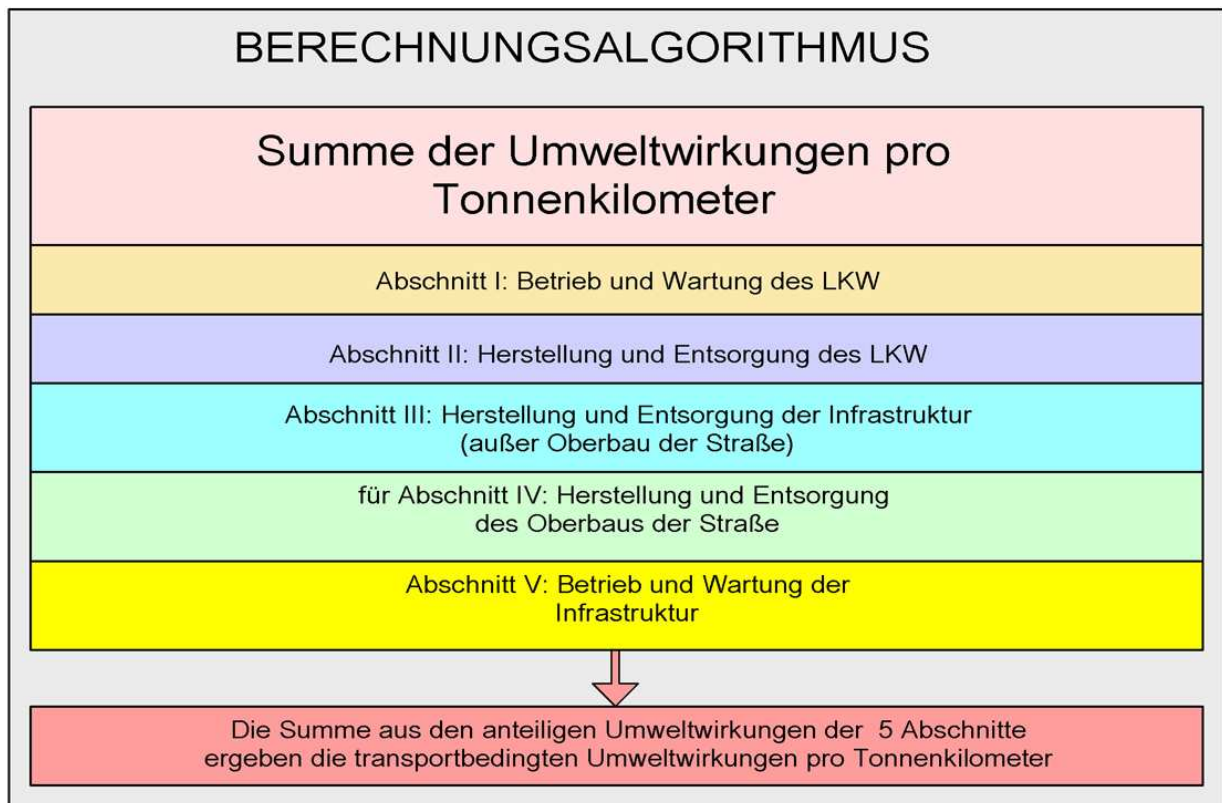 BERECHNUNGSALGORITHMUS
Summe der Umweltwirkungen pro
Tonnenkilometer
Abschnitt I: Betrieb und Wartung des LKW
Abschnitt II: Herstellung und Entsorgung des LKW
Abschnitt III: Herstellung und Entsorgung der Infrastruktur
(außer Oberbau der Straße)
für Abschnitt IV: Herstellung und Entsorgung
des Oberbaus der Straße
Abschnitt V: Betrieb und Wartung der
Infrastruktur
Die Summe aus den anteiligen Umweltwirkungen der 5 Abschnitte
ergeben die transportbedingten Umweltwirkungen pro Tonnenkilometer